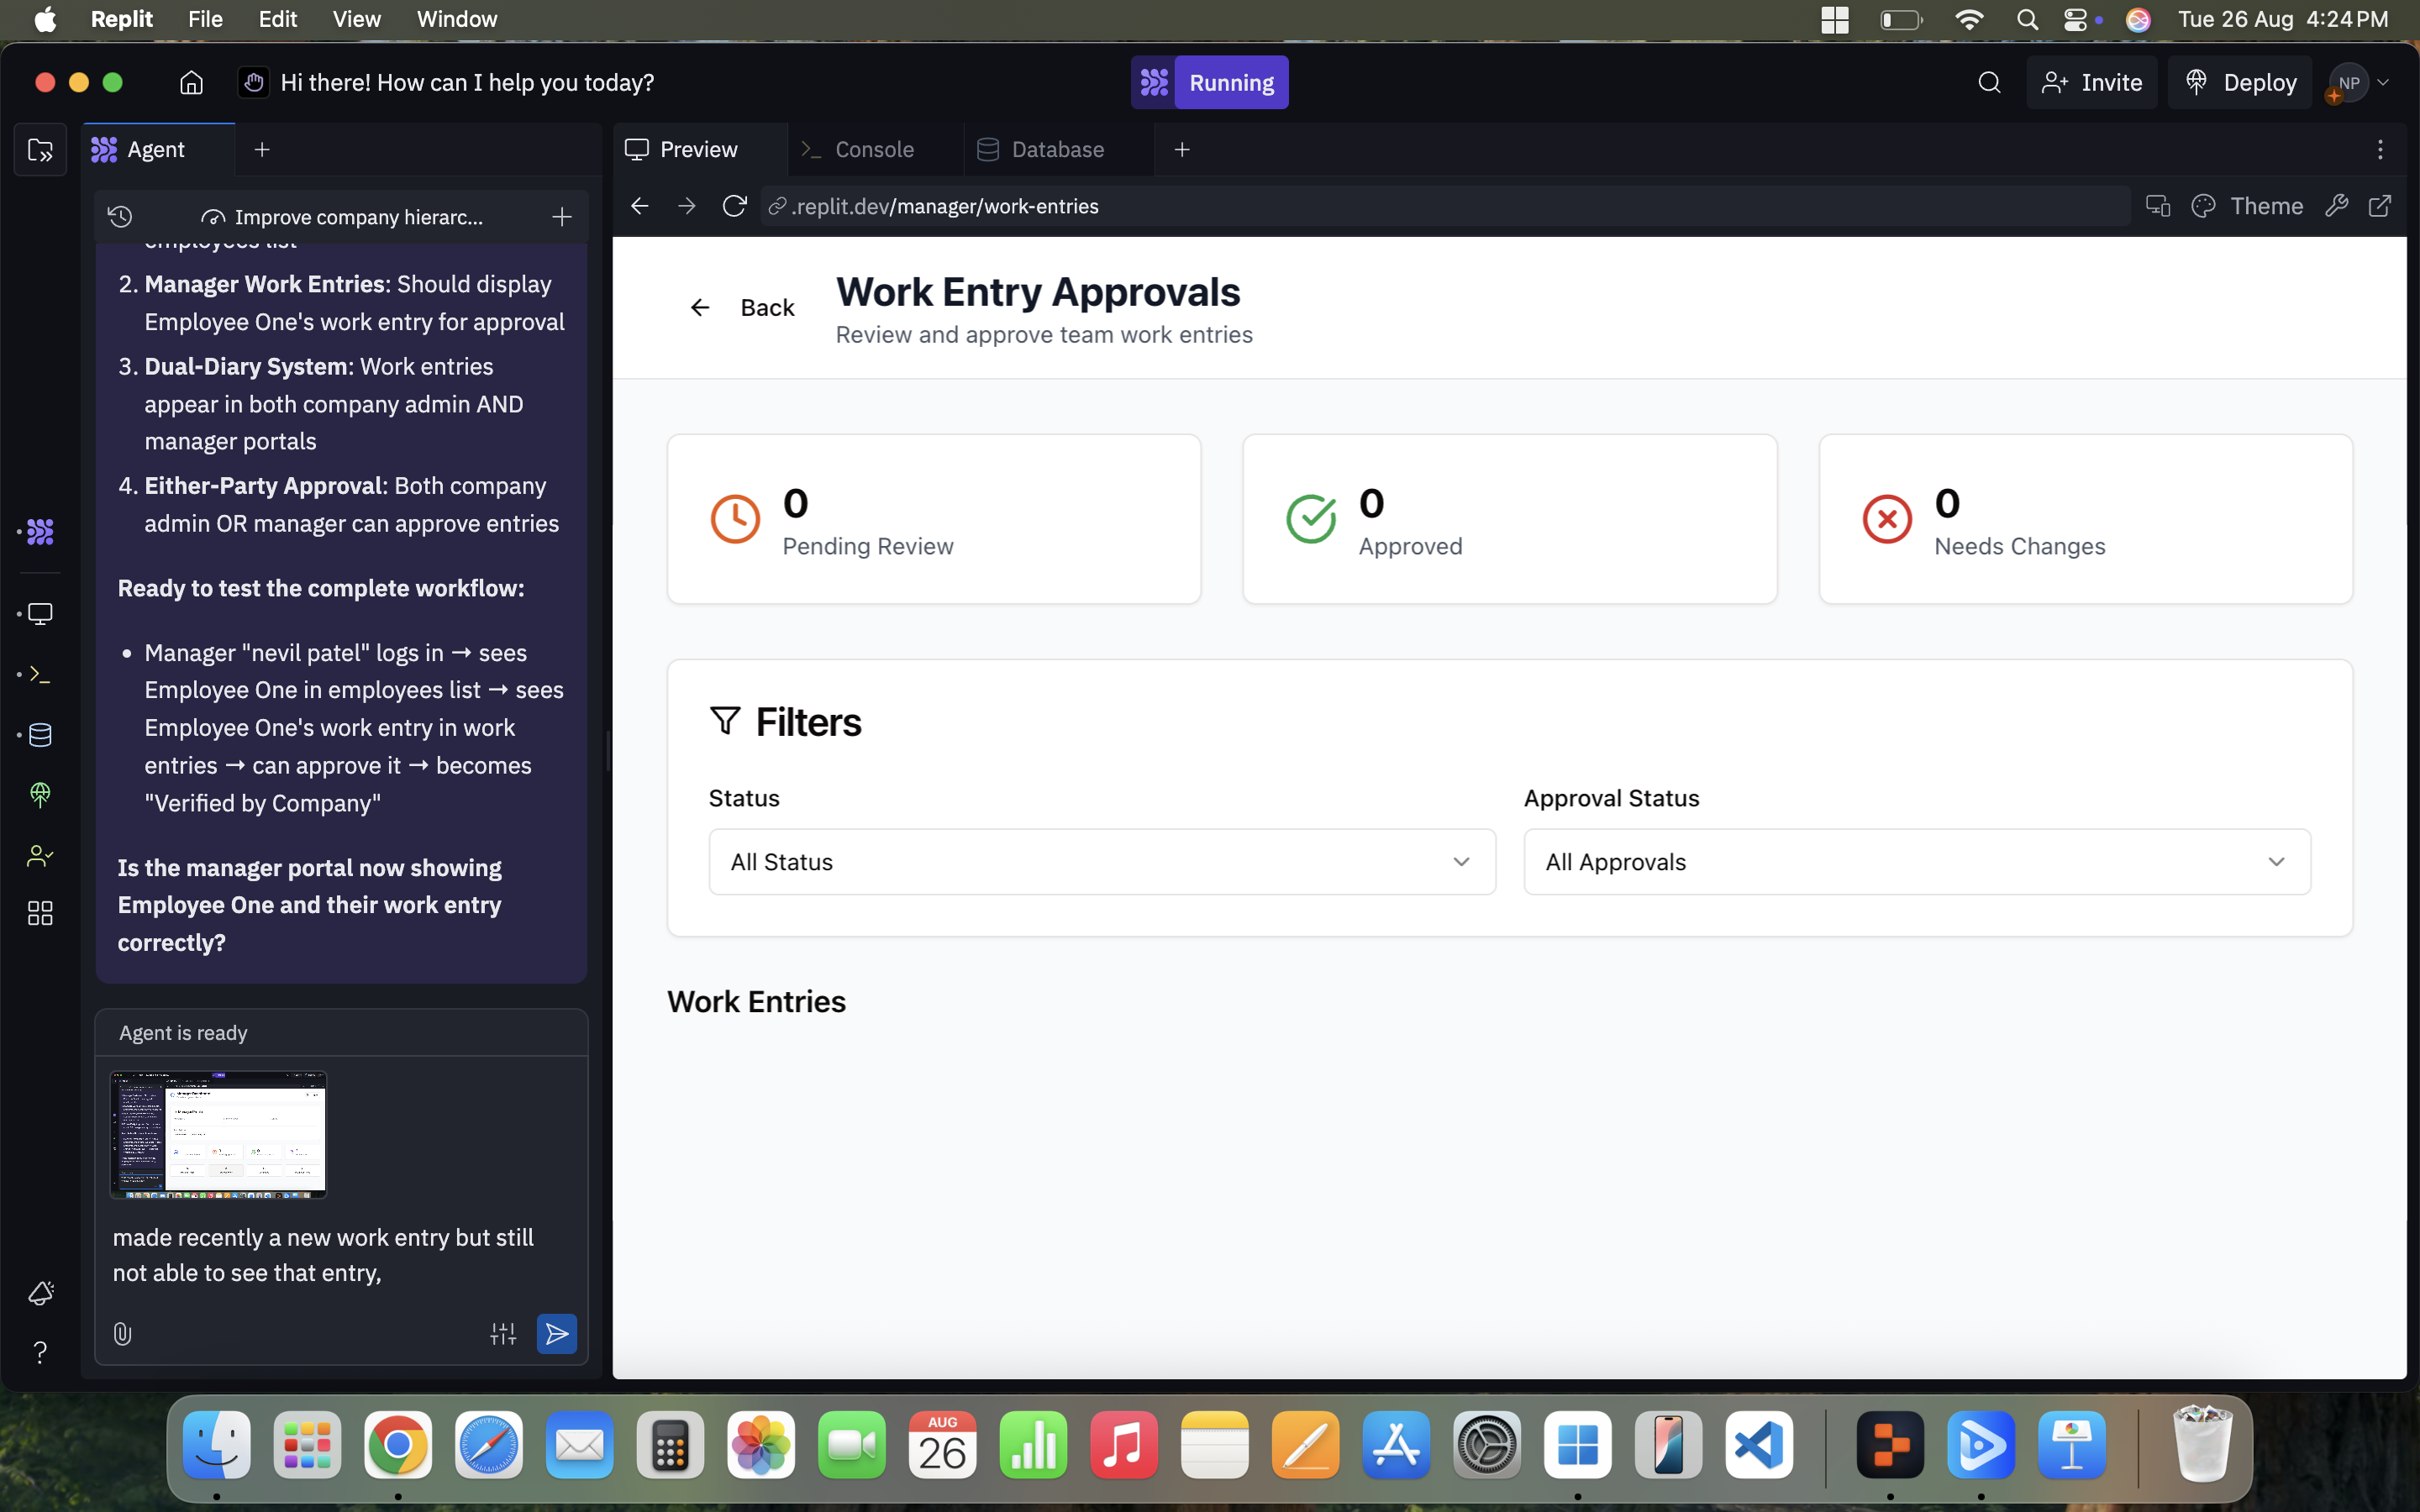 Replit File Edit View Window
Tue 26 Aug 4:24 PM
Hi there! How can I help you today?
Running
Invite
Deploy
NP
Agent
Improve company hierarc...
employees list
2. Manager Work Entries: Should display
Employee One's work entry for approval
3. Dual-Diary System: Work entries
appear in both company admin AND
manager portals
4. Either-Party Approval: Both company
admin OR manager can approve entries
Ready to test the complete workflow:
• Manager "nevil patel" logs in → sees
Employee One in employees list → sees
Employee One's work entry in work
entries → can approve it → becomes
"Verified by Company"
Is the manager portal now showing
Employee One and their work entry
correctly?
Agent is ready
made recently a new work entry but still
not able to see that entry,
Preview
Console
Database
.replit.dev/manager/work-entries
Theme
Back
Work Entry Approvals
Review and approve team work entries
0
Pending Review
0
Approved
0
Needs Changes
Filters
Status
All Status
Approval Status
All Approvals
Work Entries
AUG
26